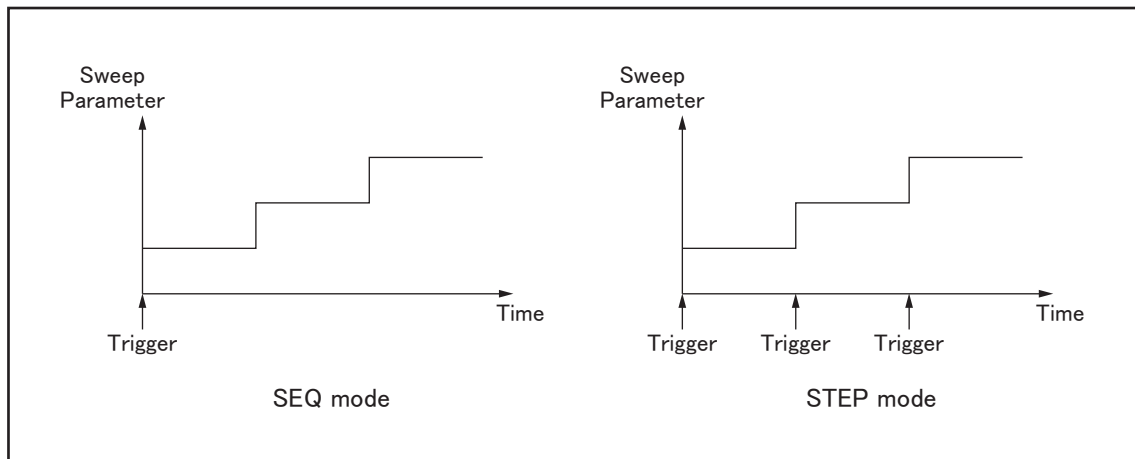 Sweep
Parameter
Time
Trigger
SEQ mode
Sweep
Parameter
Time
Trigger Trigger Trigger
STEP mode